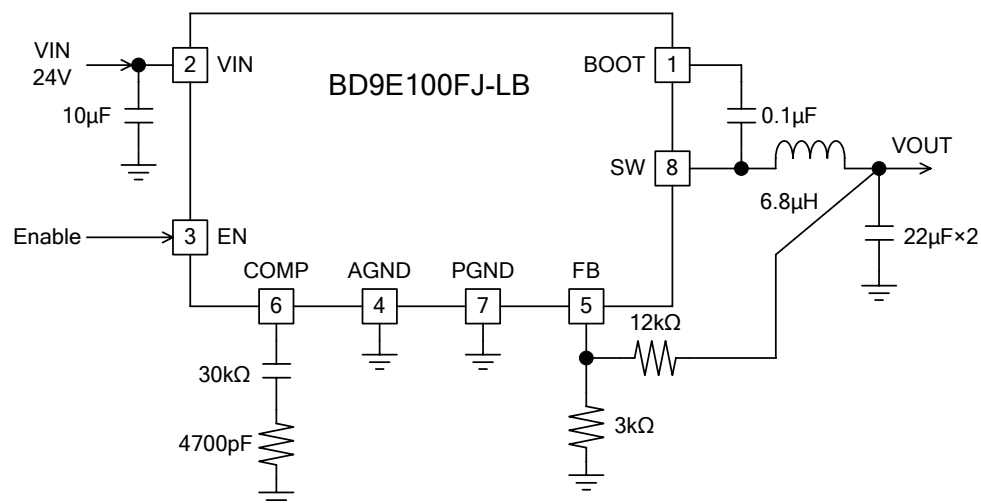 VIN
24V
2
VIN
BD9E100FJ-LB
BOOT
1
10µF
0.1µF
SW
8
VOUT
6.8µH
Enable
3
EN
22µF×2
COMP
AGND
PGND
FB
6
4
7
5
12kΩ
30kΩ
3kΩ
4700pF